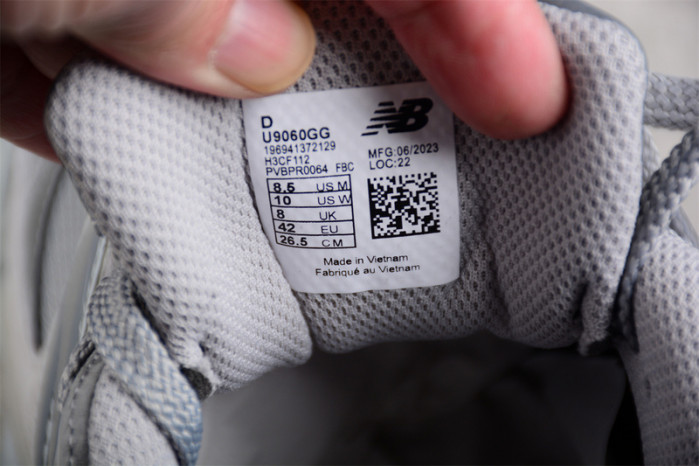 D
U9060GG
196941372129
H3CF112
PVBPR0064 FBC
NB
MFG:06/2023
LOC:22
8.5 US M
10 US W
8 UK
42 EU
26.5 CM
Made in Vietnam
Fabriqué au Vietnam